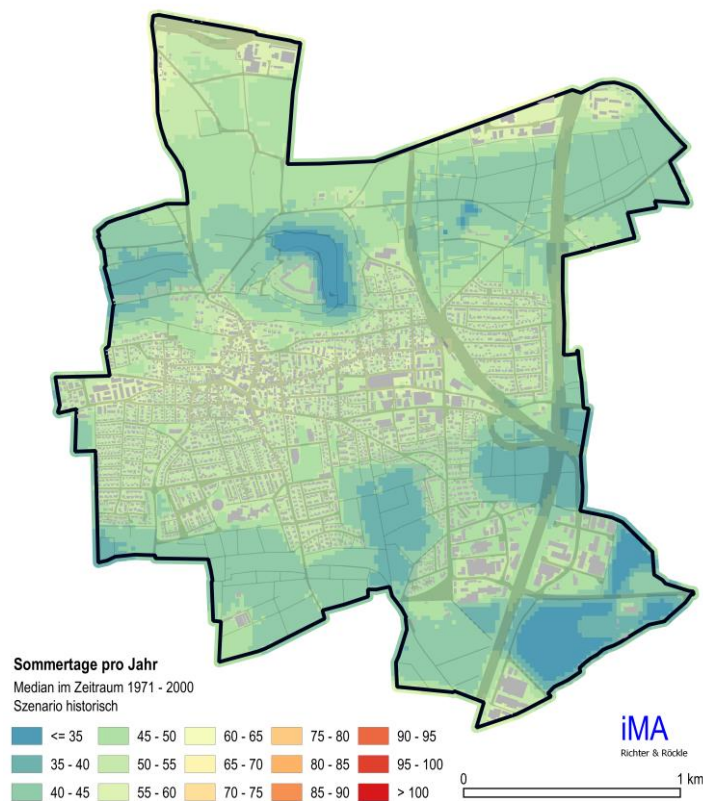 Sommertage pro Jahr
Median im Zeitraum 1971 - 2000
Szenario historisch
<= 35 45 - 50 60 - 65 75 - 80 90 - 95
35 - 40 50 - 55 65 - 70 80 - 85 95 - 100
40 - 45 55 - 60 70 - 75 85 - 90 > 100
iMA
Richter & Röckle
0 1 km